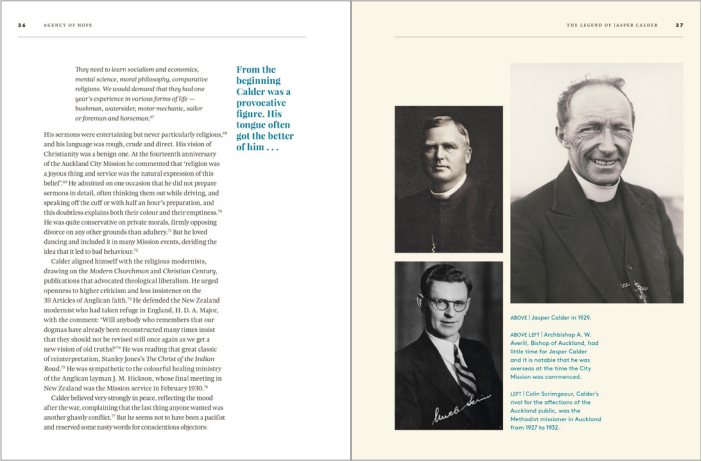 36 AGENCY OF HOPE
They need to learn socialism and economics,
mental science, moral philosophy, comparative
religions. We would demand that they had one
year's experience in various forms of life —
bushman, watersider, motor mechanic, sailor
or foreman and horseman.67
His sermons were entertaining but never particularly religious,68
and his language was rough, crude and direct. His vision of
Christianity was a benign one. At the fourteenth anniversary
of the Auckland City Mission he commented that 'religion was
a joyous thing and service was the natural expression of this
belief'.69 He admitted on one occasion that he did not prepare
sermons in detail, often thinking them out while driving, and
speaking off the cuff or with half an hour's preparation, and
this doubtless explains both their colour and their emptiness.70
He was quite conservative on private morals, firmly opposing
divorce on any other grounds than adultery.71 But he loved
dancing and included it in many Mission events, deriding the
idea that it led to bad behaviour.72
Calder aligned himself with the religious modernists,
drawing on the Modern Churchman and Christian Century,
publications that advocated theological liberalism. He urged
openness to higher criticism and less insistence on the
39 Articles of Anglican faith.73 He defended the New Zealand
modernist who had taken refuge in England, H. D. A. Major,
with the comment: 'Will anybody who remembers that our
dogmas have already been reconstructed many times insist
that they should not be revised still once again as we get a
new vision of old truths?'74 He was reading that great classic
of reinterpretation, Stanley Jones's The Christ of the Indian
Road.75 He was sympathetic to the colourful healing ministry
of the Anglican layman J. M. Hickson, whose final meeting in
New Zealand was the Mission service in February 1930.76
Calder believed very strongly in peace, reflecting the mood
after the war, complaining that the last thing anyone wanted was
another ghastly conflict.77 But he seems not to have been a pacifist
and reserved some nasty words for conscientious objectors:
From the
beginning
Calder was a
provocative
figure. His
tongue often
got the better
of him . . .
THE LEGEND OF JASPER CALDER 37
ABOVE | Jasper Calder in 1929.
ABOVE LEFT | Archbishop A. W.
Averill, Bishop of Auckland, had
little time for Jasper Calder
and it is notable that he was
overseas at the time the City
Mission was commenced.
LEFT | Colin Scrimgeour, Calder's
rival for the affections of the
Auckland public, was the
Methodist missioner in Auckland
from 1927 to 1932.